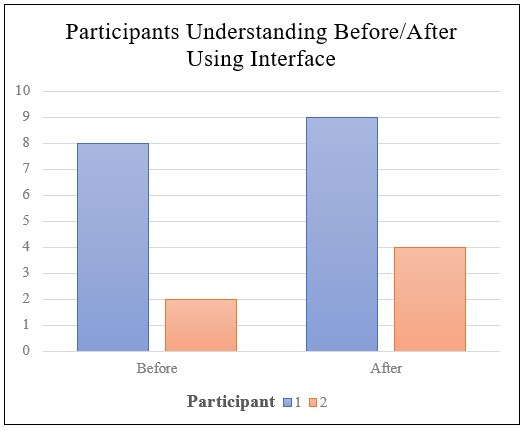 Participants Understanding Before/After
Using Interface
10
9
8
7
6
5
4
3
2
1
0
Before After
Participant 1 2